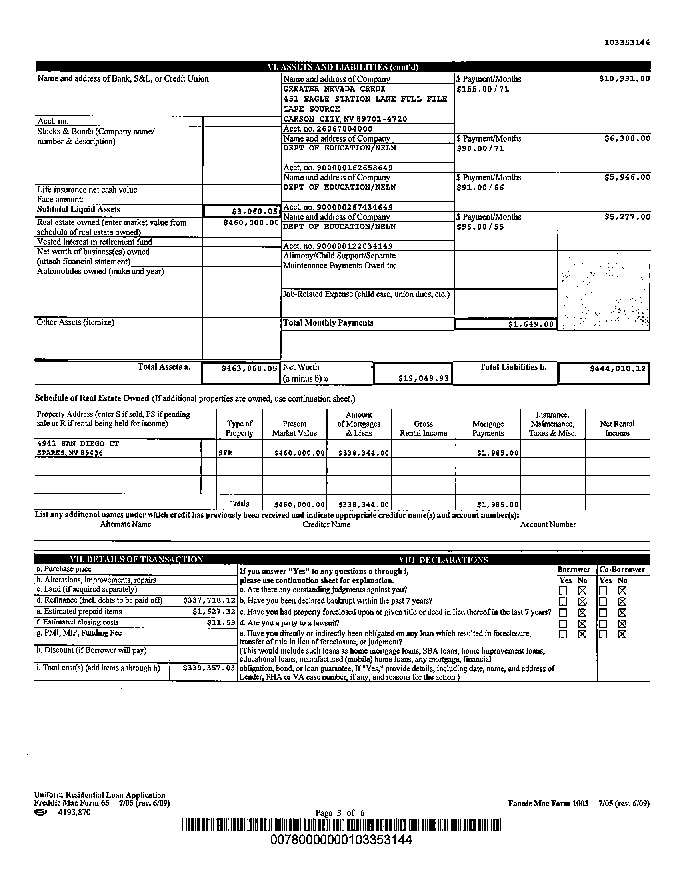 103353144
VI. ASSETS AND LIABILITIES (cont'd)
Name and address of Bank, S&L, or Credit Union
Acct. no.
Stocks & Bonds (Company name/
number & description)
Life insurance net cash value
Face amount:
Subtotal Liquid Assets $3,060.05
Real estate owned (enter market value from $460,000.00
schedule of real estate owned)
Vested interest in retirement fund
Net worth of business(es) owned
(attach financial statement)
Automobiles owned (make and year)
Other Assets (itemize)
Name and address of Company $ Payment/Months $10,931.00
GREATER NEVADA CREDI $155.00/71
451 EAGLE STATION LANE FULL FILE
TAPE SOURCE
CARSON CITY, NV 89701-4720
Acct. no. 26067004000
Name and address of Company $ Payment/Months $6,300.00
DEPT OF EDUCATION/NELN $90.00/71
Acct. no. 900000162658649
Name and address of Company $ Payment/Months $5,946.00
DEPT OF EDUCATION/NELN $91.00/66
Acct. no. 900000267434649
Name and address of Company $ Payment/Months $5,277.00
DEPT OF EDUCATION/NELN $95.00/55
Acct. no. 900000122034149
Alimony/Child Support/Separate
Maintenance Payments Owed to:
Job-Related Expense (child care, union dues, etc.)
Total Monthly Payments $1,649.00
Total Assets a. $463,060.05 Net Worth Total Liabilities b. $444,010.12
(a minus b) $19,049.93
Schedule of Real Estate Owned (If additional properties are owned, use continuation sheet.)
Property Address (enter S if sold, PS if pending sale or R if rental being held for income) Type of Property Present Market Value Amount of Mortgages & Liens Gross Rental Income Mortgage Payments Insurance, Maintenance, Taxes & Misc. Net Rental Income
4941 SAN DIEGO CT
SPARKS, NV 89436 SFR $460,000.00 $338,344.00 $1,985.00
Totals $460,000.00 $338,344.00 $1,985.00
List any additional names under which credit has previously been received and indicate appropriate creditor name(s) and account number(s):
Alternate Name Creditor Name Account Number
VII. DETAILS OF TRANSACTION
a. Purchase price
b. Alterations, improvements, repairs
c. Land (if acquired separately)
d. Refinance (incl. debts to be paid off) $337,718.12
e. Estimated prepaid items $1,627.32
f. Estimated closing costs $11.59
g. PMI, MIP, Funding Fee
h. Discount (if Borrower will pay)
i. Total cost(s) (add items a through h) $339,357.03
VIII. DECLARATIONS
If you answer "Yes" to any questions a through i, Borrower Co-Borrower
please use continuation sheet for explanation. Yes No Yes No
a. Are there any outstanding judgments against you?
b. Have you been declared bankrupt within the past 7 years?
c. Have you had property foreclosed upon or given title or deed in lieu thereof in the last 7 years?
d. Are you a party to a lawsuit?
e. Have you directly or indirectly been obligated on any loan which resulted in foreclosure,
transfer of title in lieu of foreclosure, or judgment?
(This would include such loans as home mortgage loans, SBA loans, home improvement loans,
educational loans, manufactured (mobile) home loans, any mortgage, financial
obligation, bond, or loan guarantee. If "Yes," provide details, including date, name, and address of
Lender, FHA or VA case number, if any, and reasons for the action.)
Uniform Residential Loan Application
Freddie Mac Form 65 7/05 (rev. 6/09) Fannie Mae Form 1003 7/05 (rev. 6/09)
4193.870 Page 3 of 6
00780000000103353144